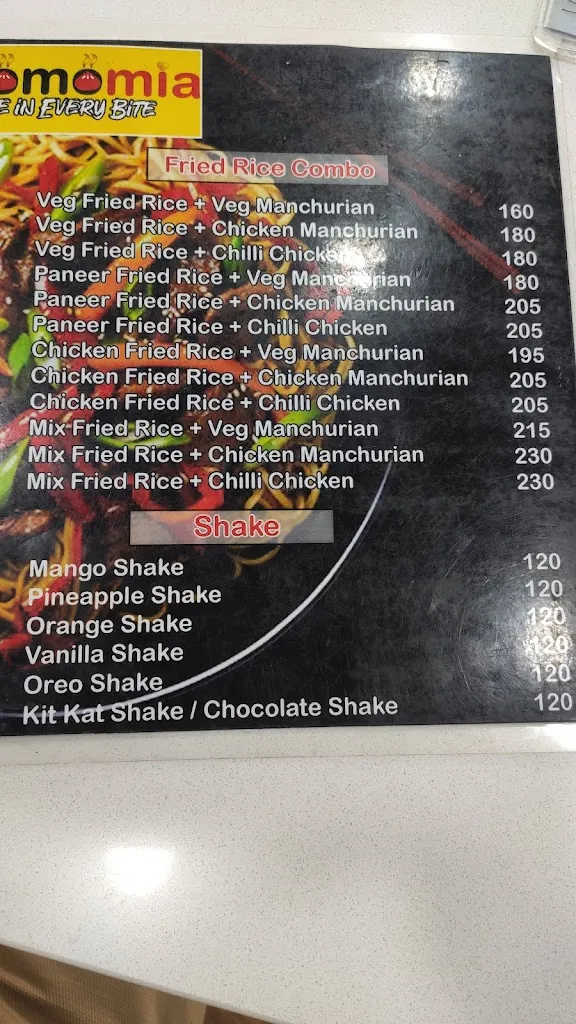 omomia
E IN EVERY BITE
Fried Rice Combo
Veg Fried Rice + Veg Manchurian 160
Veg Fried Rice + Chicken Manchurian 180
Veg Fried Rice + Chilli Chicken 180
Paneer Fried Rice + Veg Manchurian 180
Paneer Fried Rice + Chicken Manchurian 205
Paneer Fried Rice + Chilli Chicken 205
Chicken Fried Rice + Veg Manchurian 195
Chicken Fried Rice + Chicken Manchurian 205
Chicken Fried Rice + Chilli Chicken 205
Mix Fried Rice + Veg Manchurian 215
Mix Fried Rice + Chicken Manchurian 230
Mix Fried Rice + Chilli Chicken 230
Shake
Mango Shake 120
Pineapple Shake 120
Orange Shake 120
Vanilla Shake 120
Oreo Shake 120
Kit Kat Shake / Chocolate Shake 120